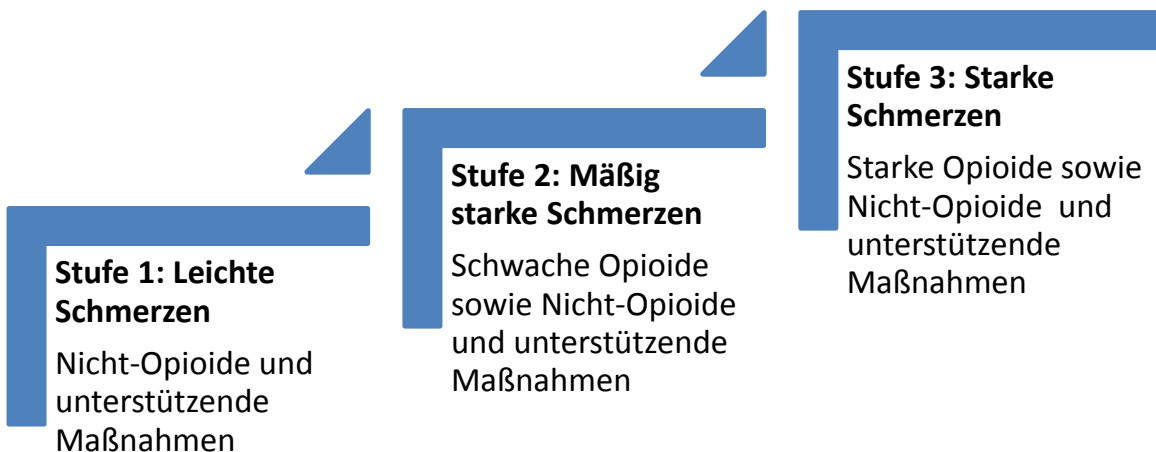 Stufe 1: Leichte
Schmerzen
Nicht-Opioide und
unterstützende
Maßnahmen
Stufe 2: Mäßig
starke Schmerzen
Schwache Opioide
sowie Nicht-Opioide
und unterstützende
Maßnahmen
Stufe 3: Starke
Schmerzen
Starke Opioide sowie
Nicht-Opioide  und
unterstützende
Maßnahmen